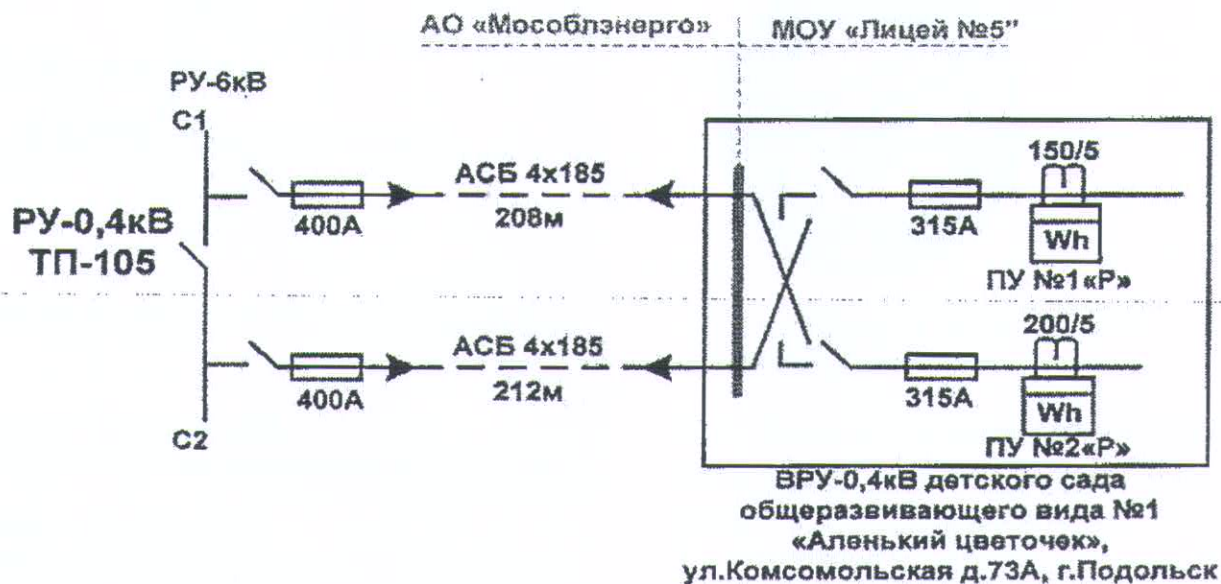 АО «Мособлэнерго»
МОУ «Лицей №5”
РУ-6кВ
С1
РУ-0,4кВ
ТП-105
С2
400А
АСБ 4х185
208м
315А
150/5
Wh
ПУ №1«Р»
400А
АСБ 4х185
212м
315А
200/5
Wh
ПУ №2«Р»
ВРУ-0,4кВ детского сада
общеразвивающего вида №1
«Аленький цветочек»,
ул.Комсомольская д.73А, г.Подольск